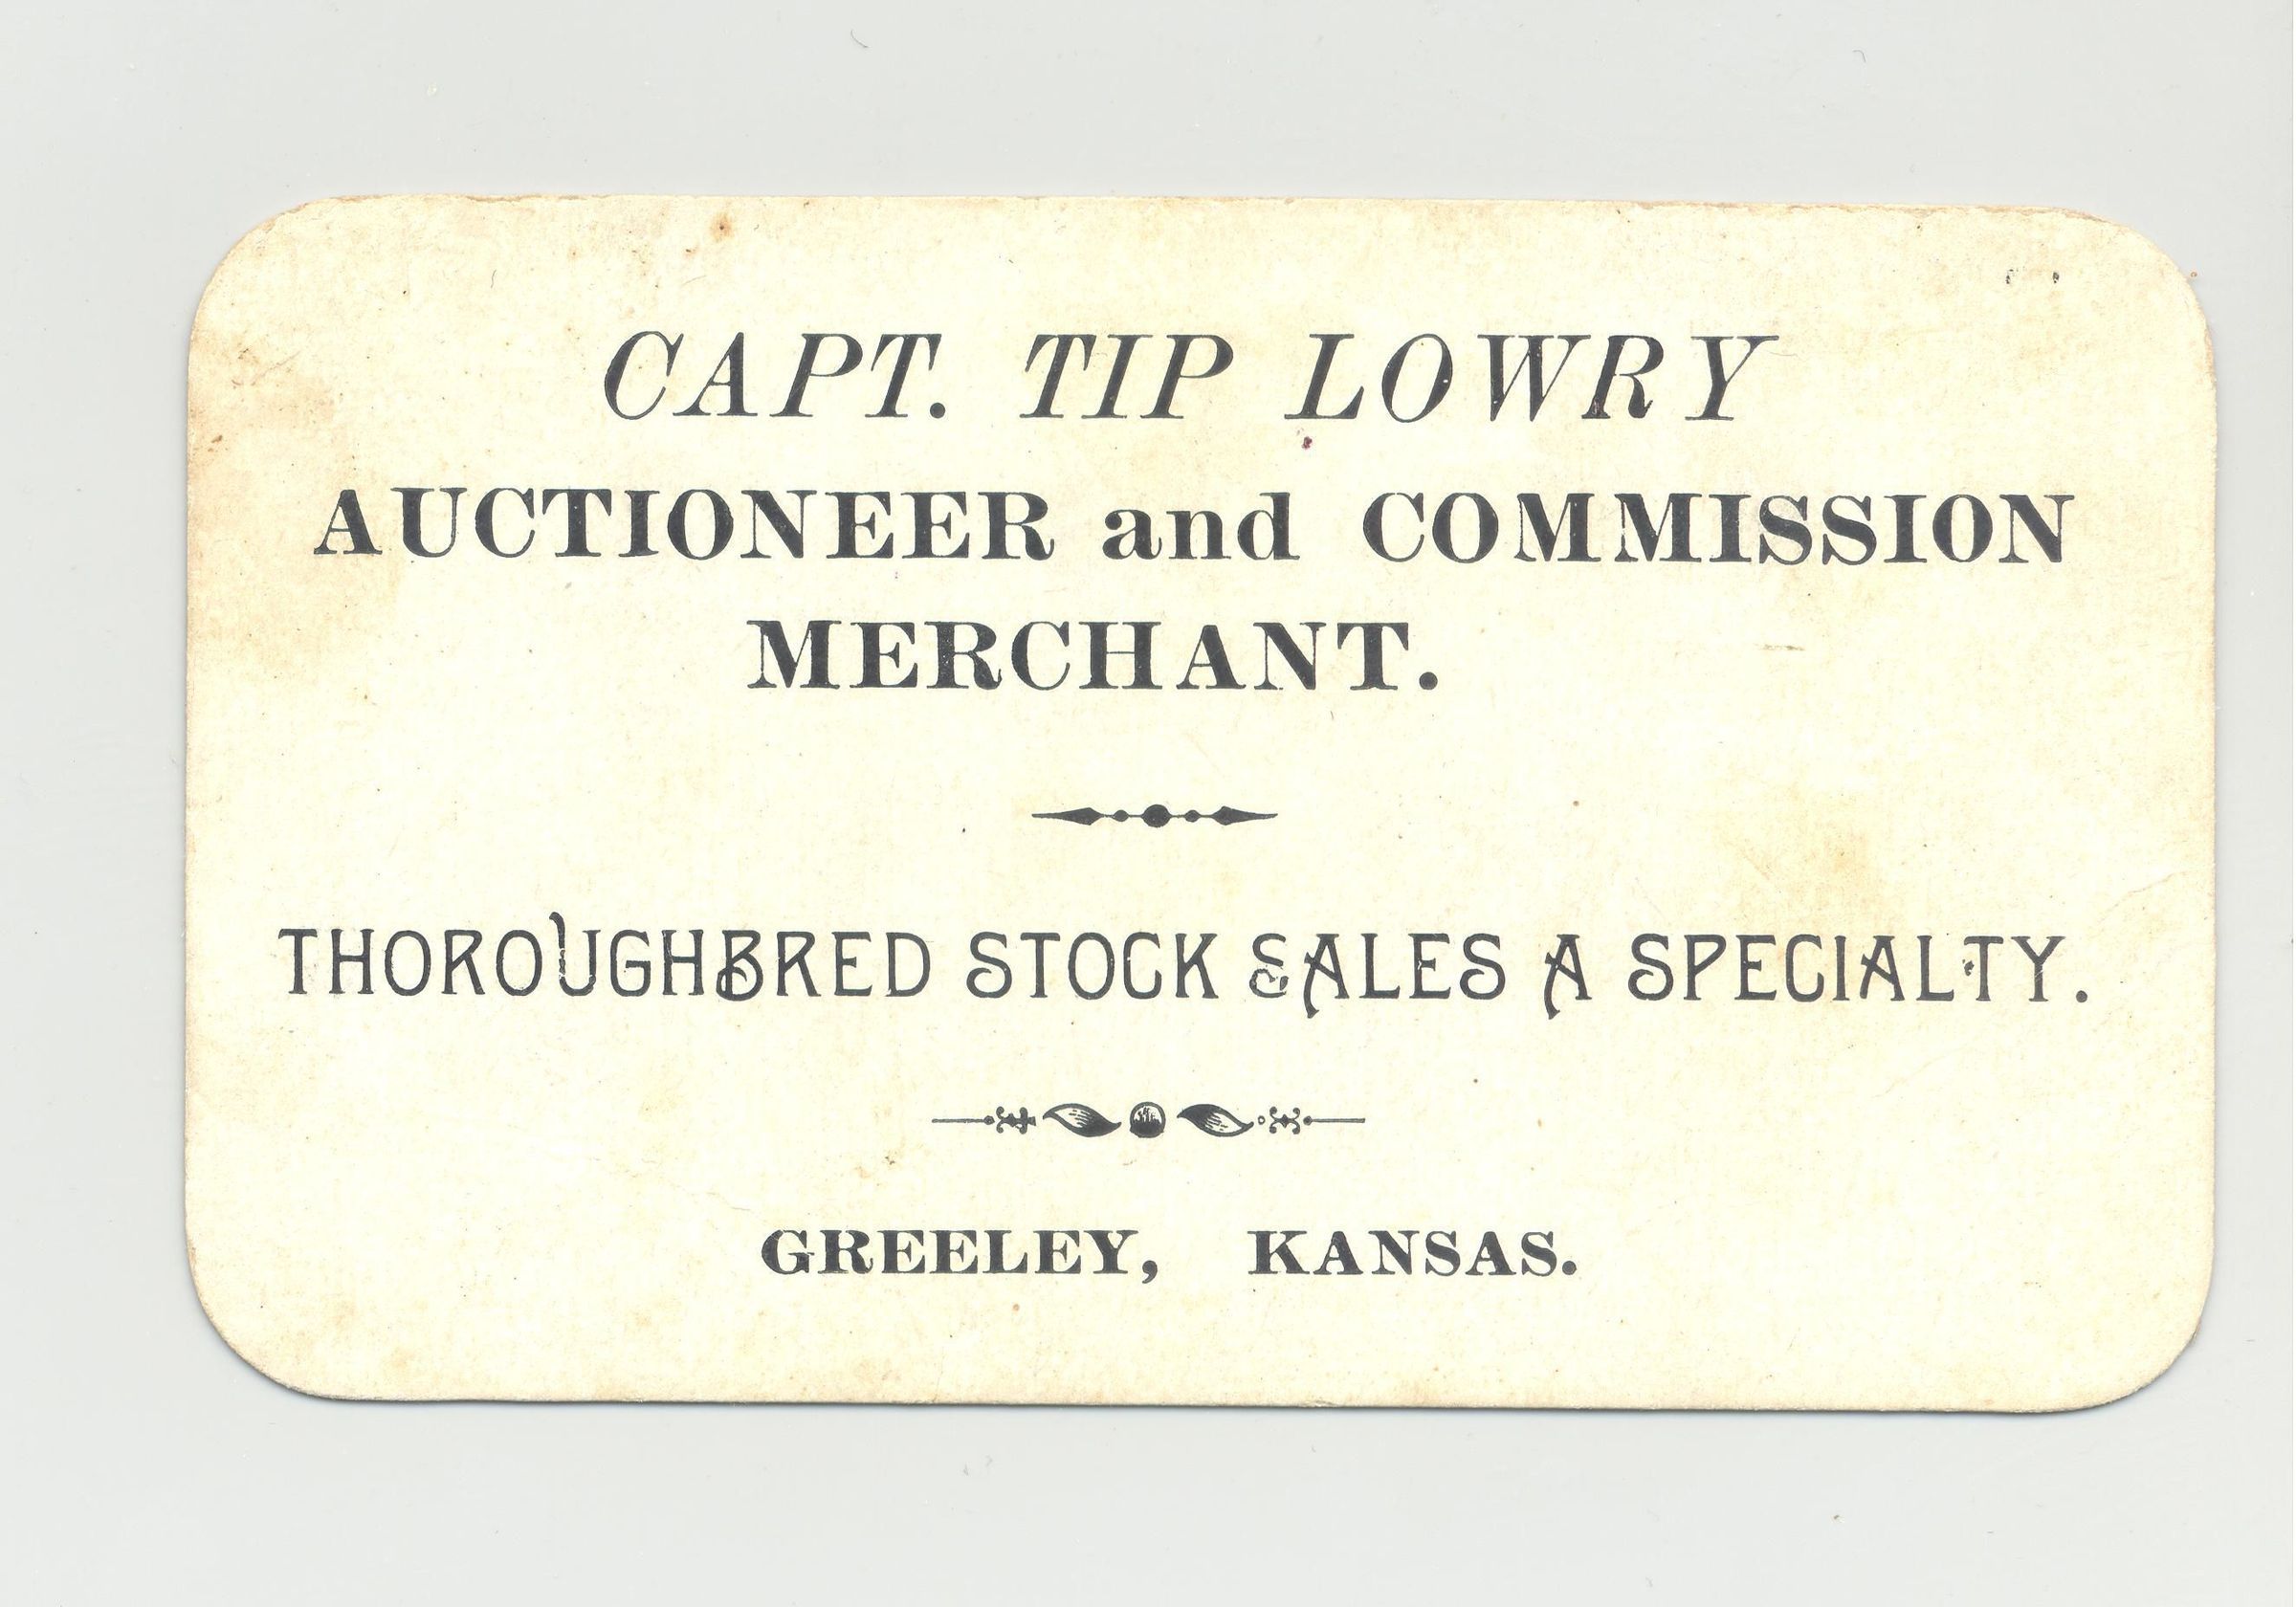 CAPT. TIP LOWRY
AUCTIONEER and COMMISSION
MERCHANT.
THOROUGHBRED STOCK SALES A SPECIALTY.
GREELEY, KANSAS.